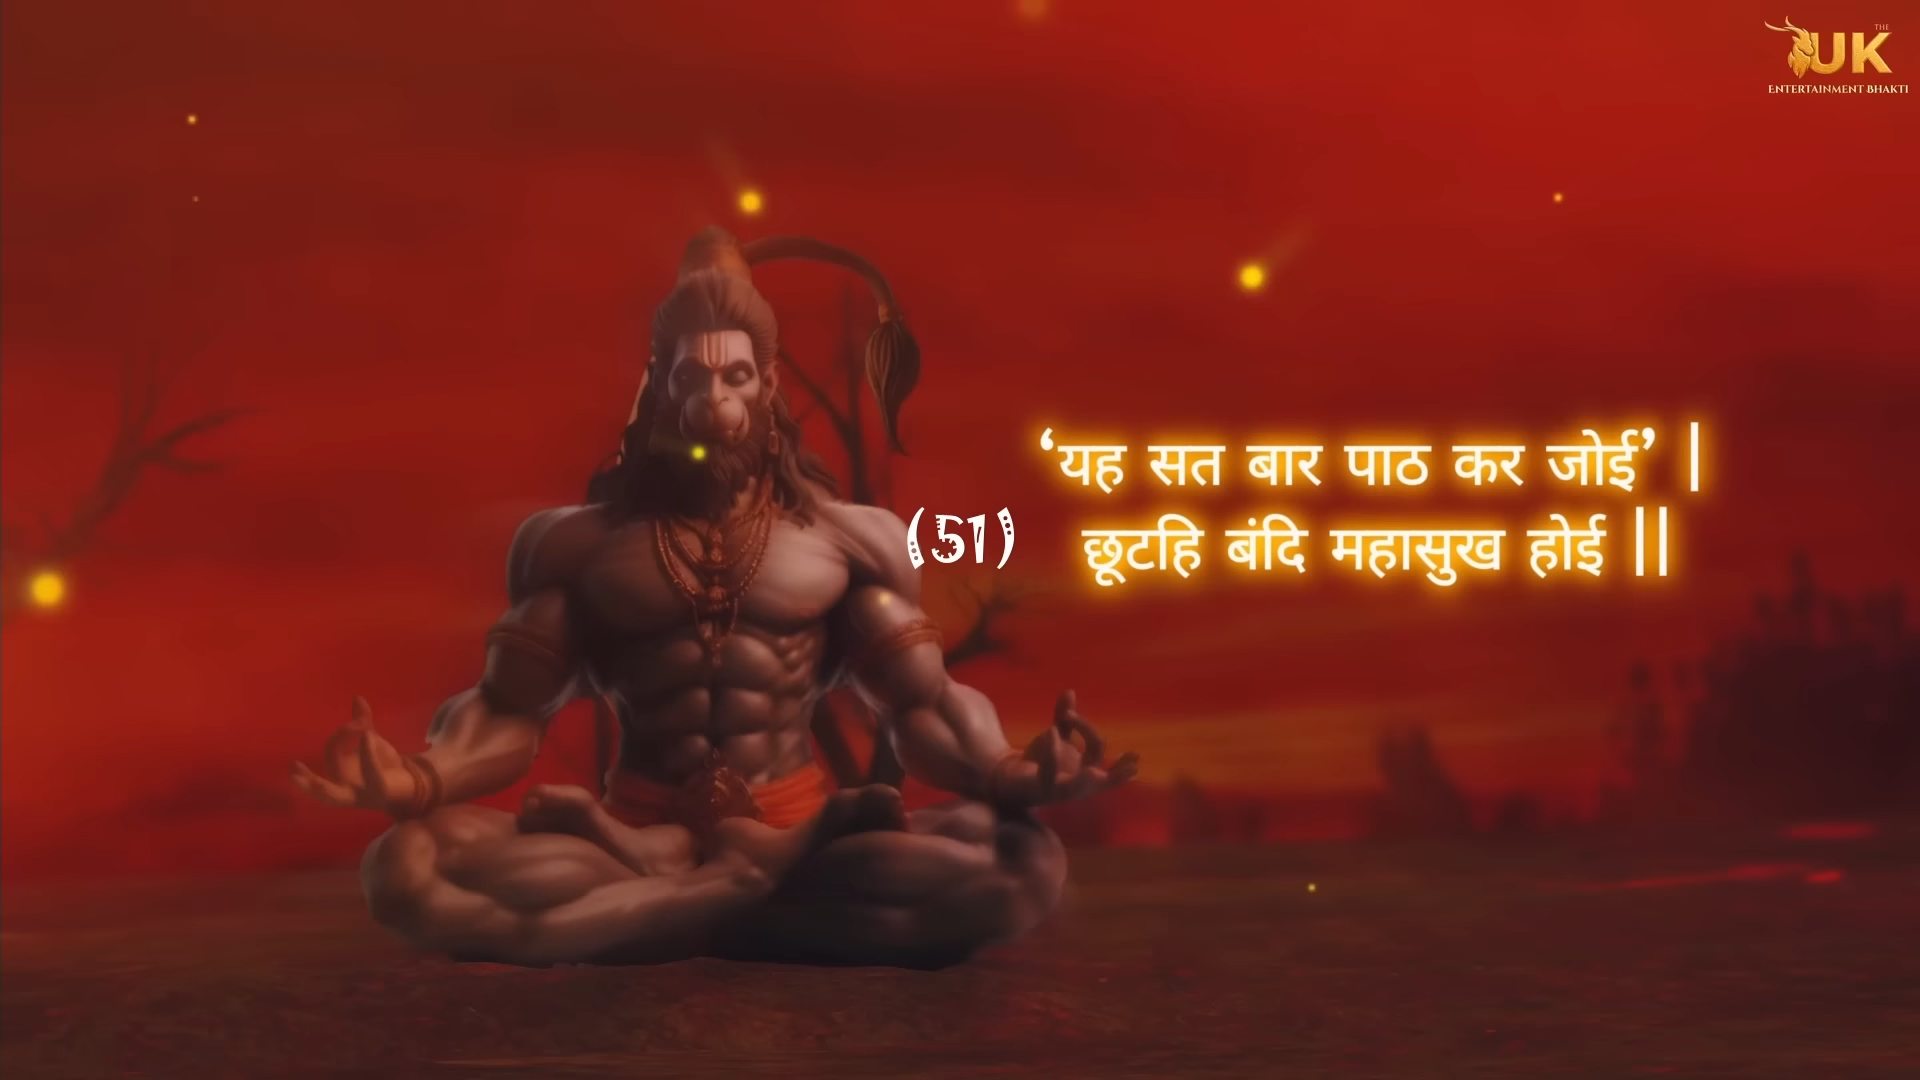 THE
UK
ENTERTAINMENT BHAKTI
‘यह सत बार पाठ कर जोई’ |
(51)
छूटहि बंदि महासुख होई ||